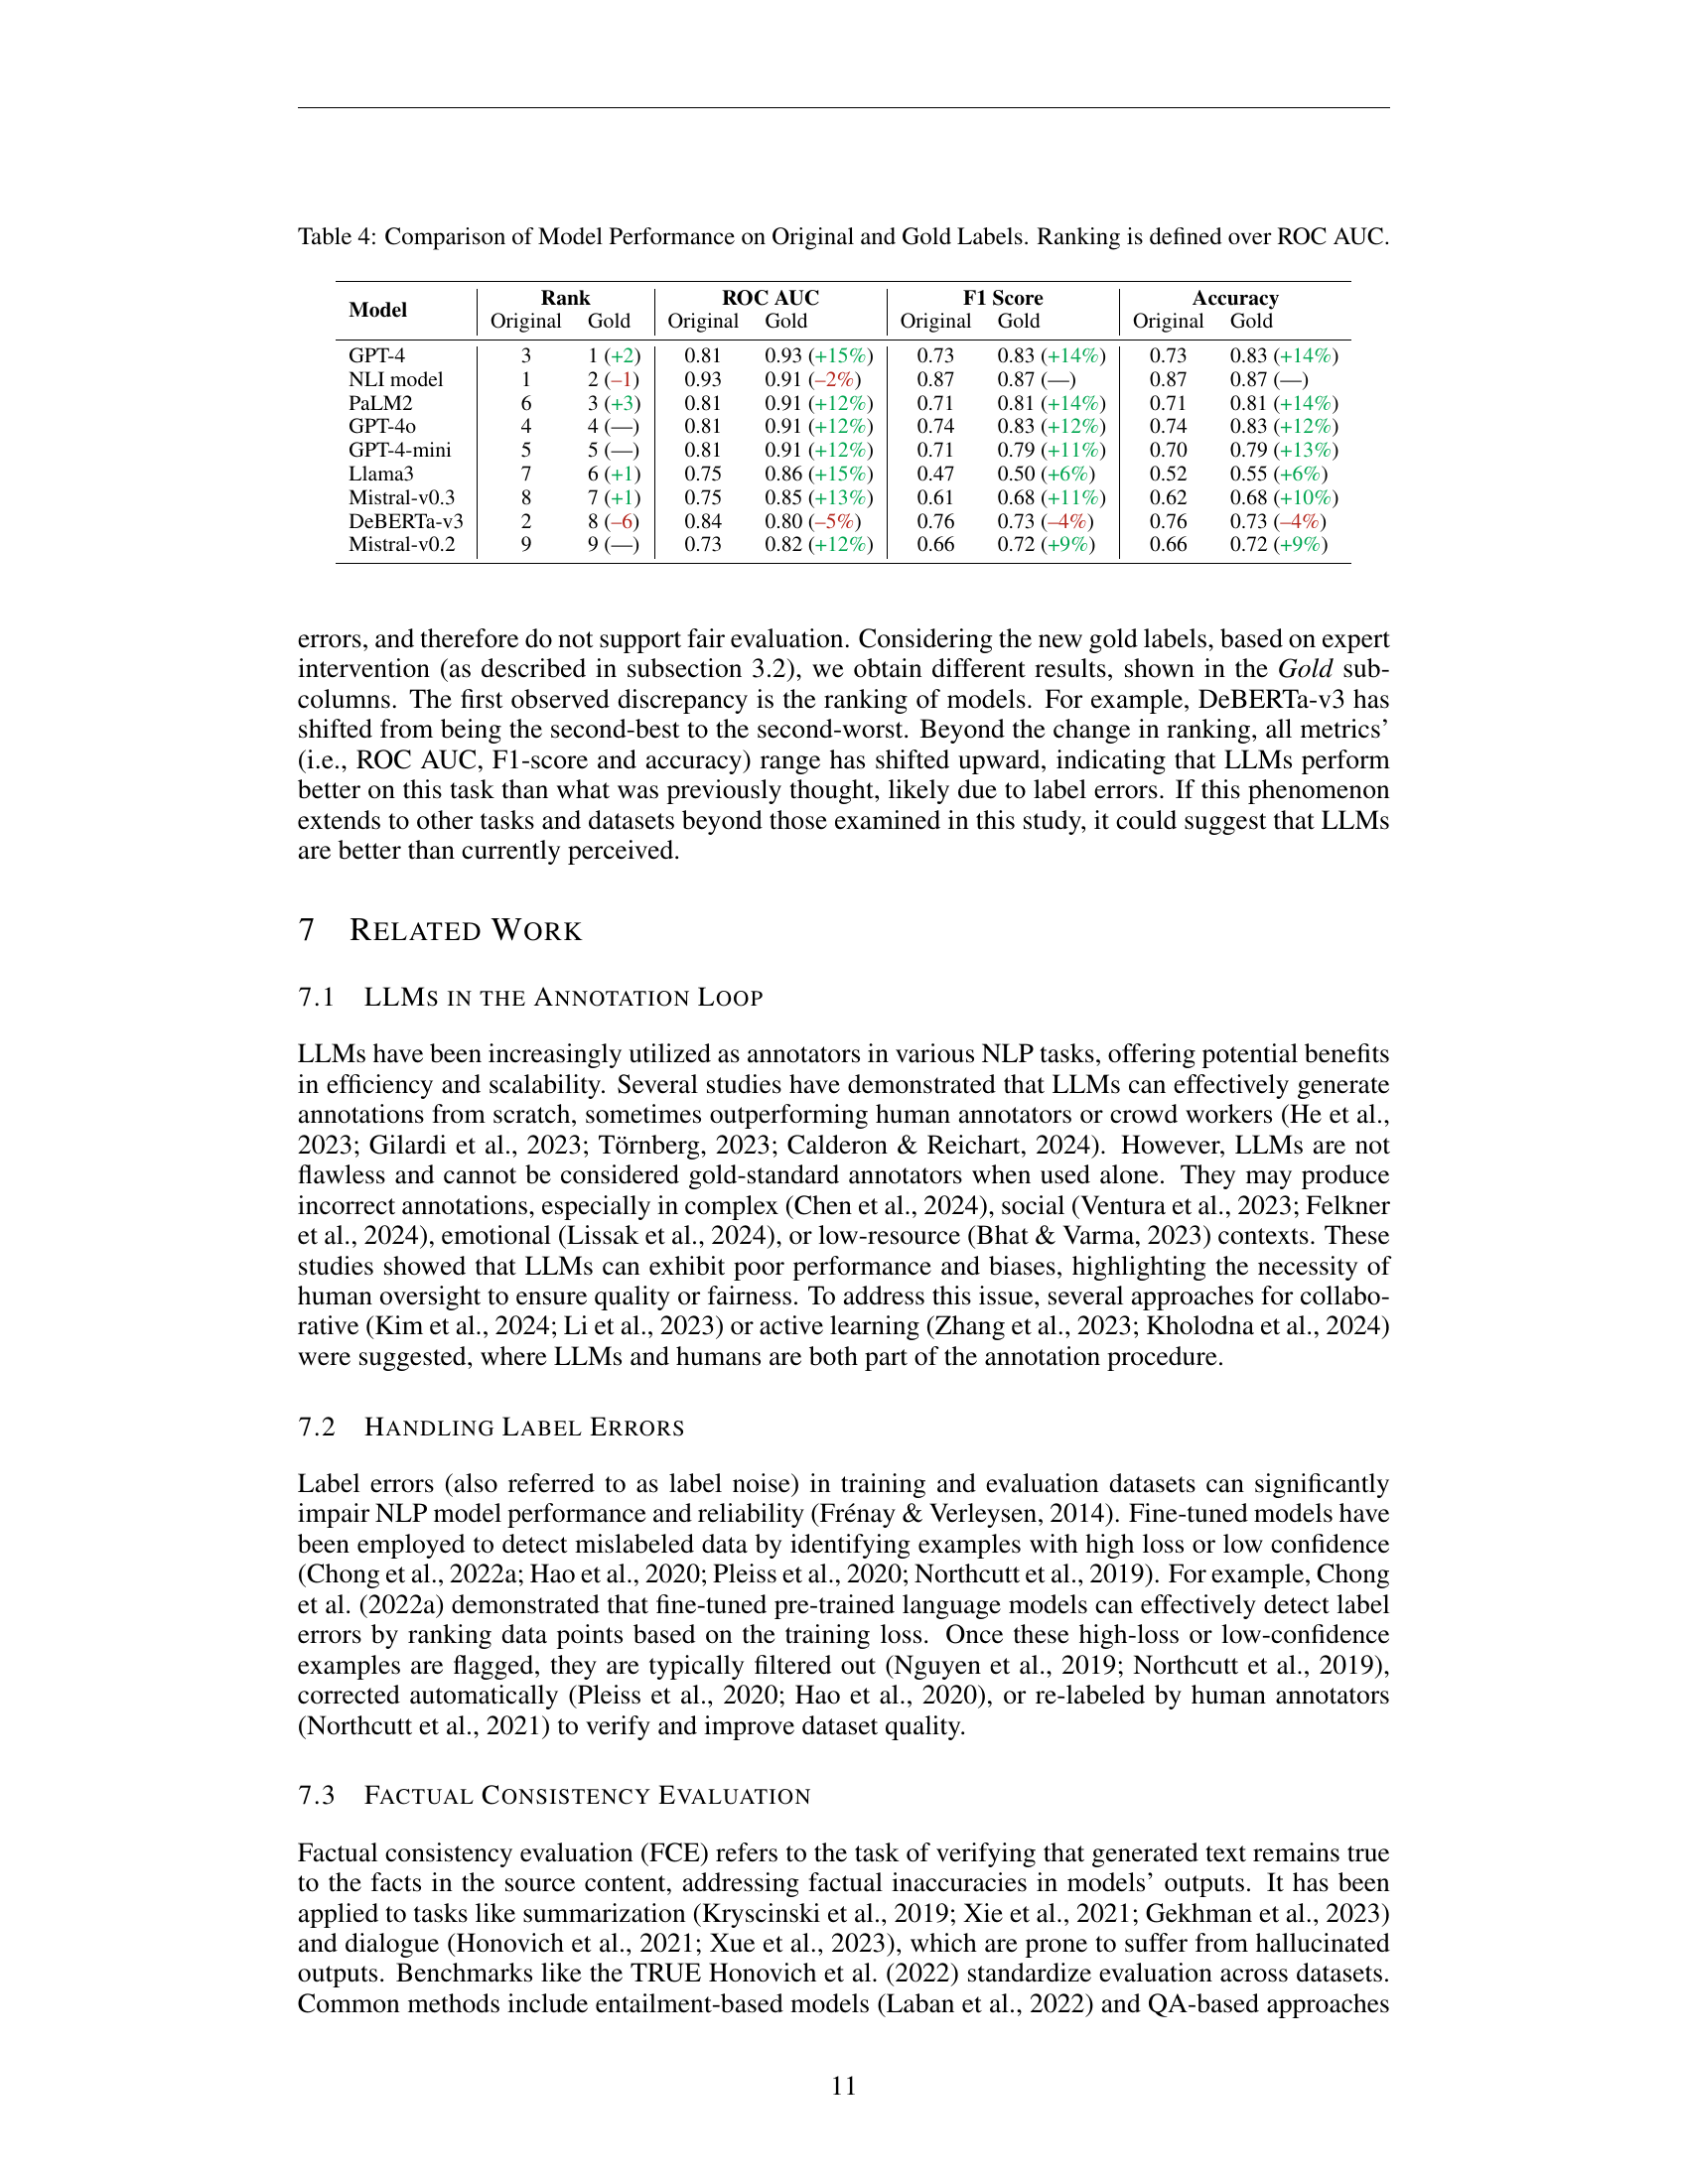 Table 4: Comparison of Model Performance on Original and Gold Labels. Ranking is defined over ROC AUC.
Model Rank ROC AUC F1 Score Accuracy
Original Gold Original Gold Original Gold Original Gold
GPT-4 3 1 (+2) 0.81 0.93 (+15%) 0.73 0.83 (+14%) 0.73 0.83 (+14%)
NLI model 1 2 (–1) 0.93 0.91 (–2%) 0.87 0.87 (—) 0.87 0.87 (—)
PaLM2 6 3 (+3) 0.81 0.91 (+12%) 0.71 0.81 (+14%) 0.71 0.81 (+14%)
GPT-4o 4 4 (—) 0.81 0.91 (+12%) 0.74 0.83 (+12%) 0.74 0.83 (+12%)
GPT-4-mini 5 5 (—) 0.81 0.91 (+12%) 0.71 0.79 (+11%) 0.70 0.79 (+13%)
Llama3 7 6 (+1) 0.75 0.86 (+15%) 0.47 0.50 (+6%) 0.52 0.55 (+6%)
Mistral-v0.3 8 7 (+1) 0.75 0.85 (+13%) 0.61 0.68 (+11%) 0.62 0.68 (+10%)
DeBERTa-v3 2 8 (–6) 0.84 0.80 (–5%) 0.76 0.73 (–4%) 0.76 0.73 (–4%)
Mistral-v0.2 9 9 (—) 0.73 0.82 (+12%) 0.66 0.72 (+9%) 0.66 0.72 (+9%)
errors, and therefore do not support fair evaluation. Considering the new gold labels, based on expert
intervention (as described in subsection 3.2), we obtain different results, shown in the Gold sub-
columns. The first observed discrepancy is the ranking of models. For example, DeBERTa-v3 has
shifted from being the second-best to the second-worst. Beyond the change in ranking, all metrics’
(i.e., ROC AUC, F1-score and accuracy) range has shifted upward, indicating that LLMs perform
better on this task than what was previously thought, likely due to label errors. If this phenomenon
extends to other tasks and datasets beyond those examined in this study, it could suggest that LLMs
are better than currently perceived.
7 RELATED WORK
7.1 LLMS IN THE ANNOTATION LOOP
LLMs have been increasingly utilized as annotators in various NLP tasks, offering potential benefits
in efficiency and scalability. Several studies have demonstrated that LLMs can effectively generate
annotations from scratch, sometimes outperforming human annotators or crowd workers (He et al.,
2023; Gilardi et al., 2023; Törnberg, 2023; Calderon & Reichart, 2024). However, LLMs are not
flawless and cannot be considered gold-standard annotators when used alone. They may produce
incorrect annotations, especially in complex (Chen et al., 2024), social (Ventura et al., 2023; Felkner
et al., 2024), emotional (Lissak et al., 2024), or low-resource (Bhat & Varma, 2023) contexts. These
studies showed that LLMs can exhibit poor performance and biases, highlighting the necessity of
human oversight to ensure quality or fairness. To address this issue, several approaches for collabo-
rative (Kim et al., 2024; Li et al., 2023) or active learning (Zhang et al., 2023; Kholodna et al., 2024)
were suggested, where LLMs and humans are both part of the annotation procedure.
7.2 HANDLING LABEL ERRORS
Label errors (also referred to as label noise) in training and evaluation datasets can significantly
impair NLP model performance and reliability (Frénay & Verleysen, 2014). Fine-tuned models have
been employed to detect mislabeled data by identifying examples with high loss or low confidence
(Chong et al., 2022a; Hao et al., 2020; Pleiss et al., 2020; Northcutt et al., 2019). For example, Chong
et al. (2022a) demonstrated that fine-tuned pre-trained language models can effectively detect label
errors by ranking data points based on the training loss. Once these high-loss or low-confidence
examples are flagged, they are typically filtered out (Nguyen et al., 2019; Northcutt et al., 2019),
corrected automatically (Pleiss et al., 2020; Hao et al., 2020), or re-labeled by human annotators
(Northcutt et al., 2021) to verify and improve dataset quality.
7.3 FACTUAL CONSISTENCY EVALUATION
Factual consistency evaluation (FCE) refers to the task of verifying that generated text remains true
to the facts in the source content, addressing factual inaccuracies in models’ outputs. It has been
applied to tasks like summarization (Kryscinski et al., 2019; Xie et al., 2021; Gekhman et al., 2023)
and dialogue (Honovich et al., 2021; Xue et al., 2023), which are prone to suffer from hallucinated
outputs. Benchmarks like the TRUE Honovich et al. (2022) standardize evaluation across datasets.
Common methods include entailment-based models (Laban et al., 2022) and QA-based approaches
11